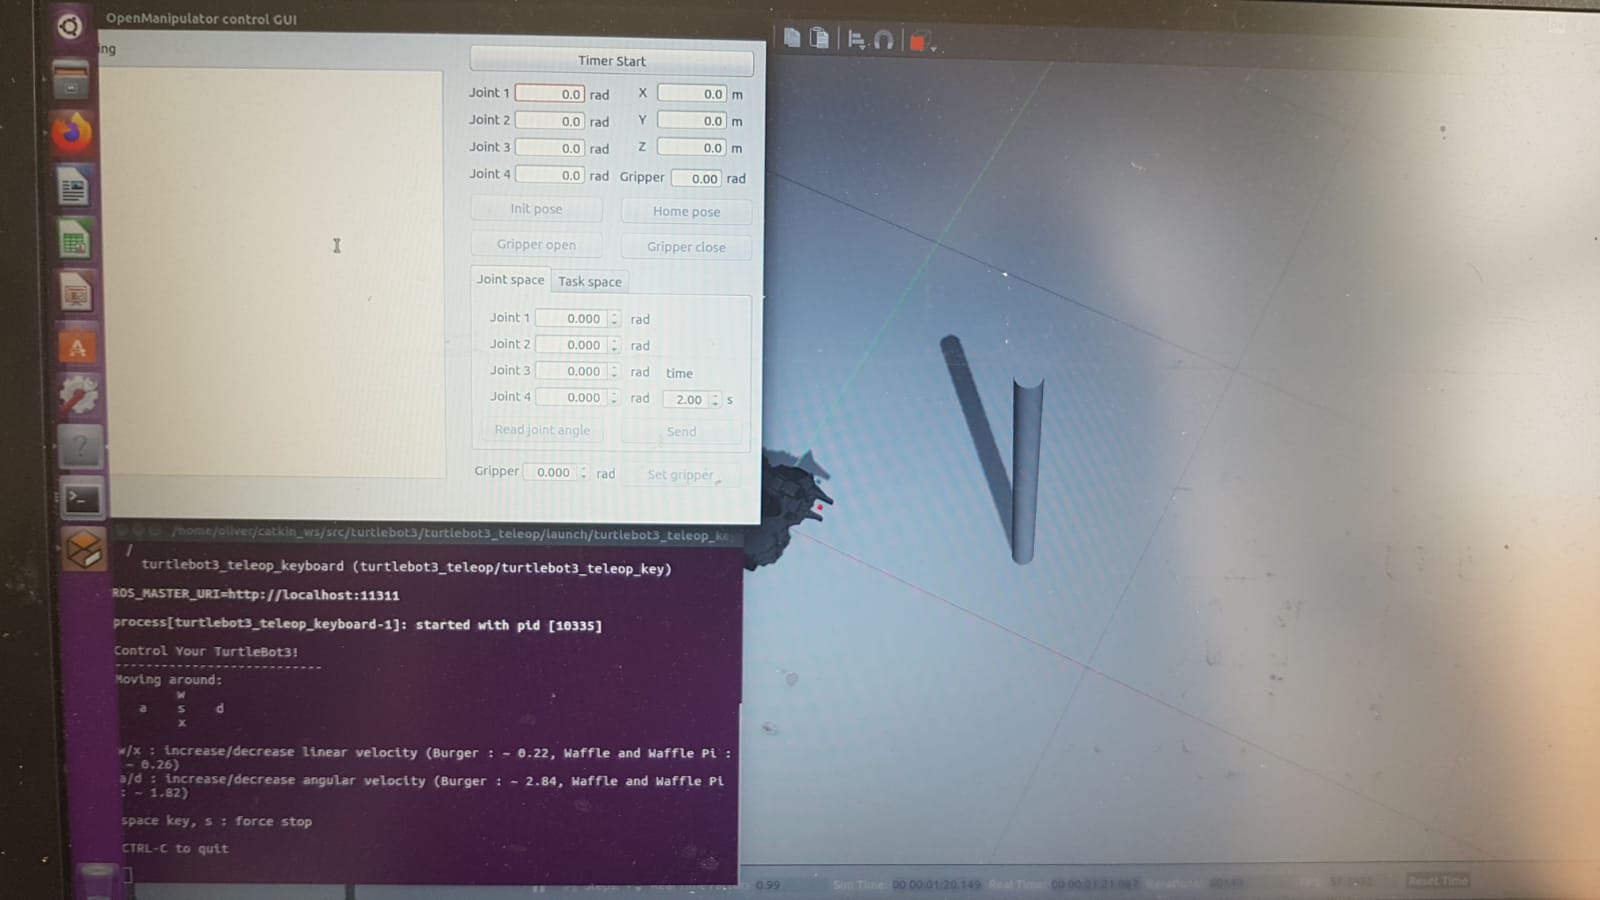 OpenManipulator control GUI
ing
Timer Start
Joint 1 0.0 rad X 0.0 m
Joint 2 0.0 rad Y 0.0 m
Joint 3 0.0 rad Z 0.0 m
Joint 4 0.0 rad Gripper 0.00 rad
Init pose Home pose
Gripper open Gripper close
Joint space Task space
Joint 1 0.000 rad
Joint 2 0.000 rad
Joint 3 0.000 rad time
Joint 4 0.000 rad 2.00 s
Read joint angle Send
Gripper 0.000 rad Set gripper
/home/oliver/catkin_ws/src/turtlebot3/turtlebot3_teleop/launch/turtlebot3_teleop_ke
/
turtlebot3_teleop_keyboard (turtlebot3_teleop/turtlebot3_teleop_key)
ROS_MASTER_URI=http://localhost:11311
process[turtlebot3_teleop_keyboard-1]: started with pid [10335]
Control Your TurtleBot3!
---------------------------
Moving around:
w
a s d
x
w/x : increase/decrease linear velocity (Burger : ~ 0.22, Waffle and Waffle Pi :
~ 0.26)
a/d : increase/decrease angular velocity (Burger : ~ 2.84, Waffle and Waffle Pi
: ~ 1.82)
space key, s : force stop
CTRL-C to quit
0.99 Sim Time: 00 00:01:20.149 Real Time: 00 00:01:21.087 Iterations: 80149 Reset Time